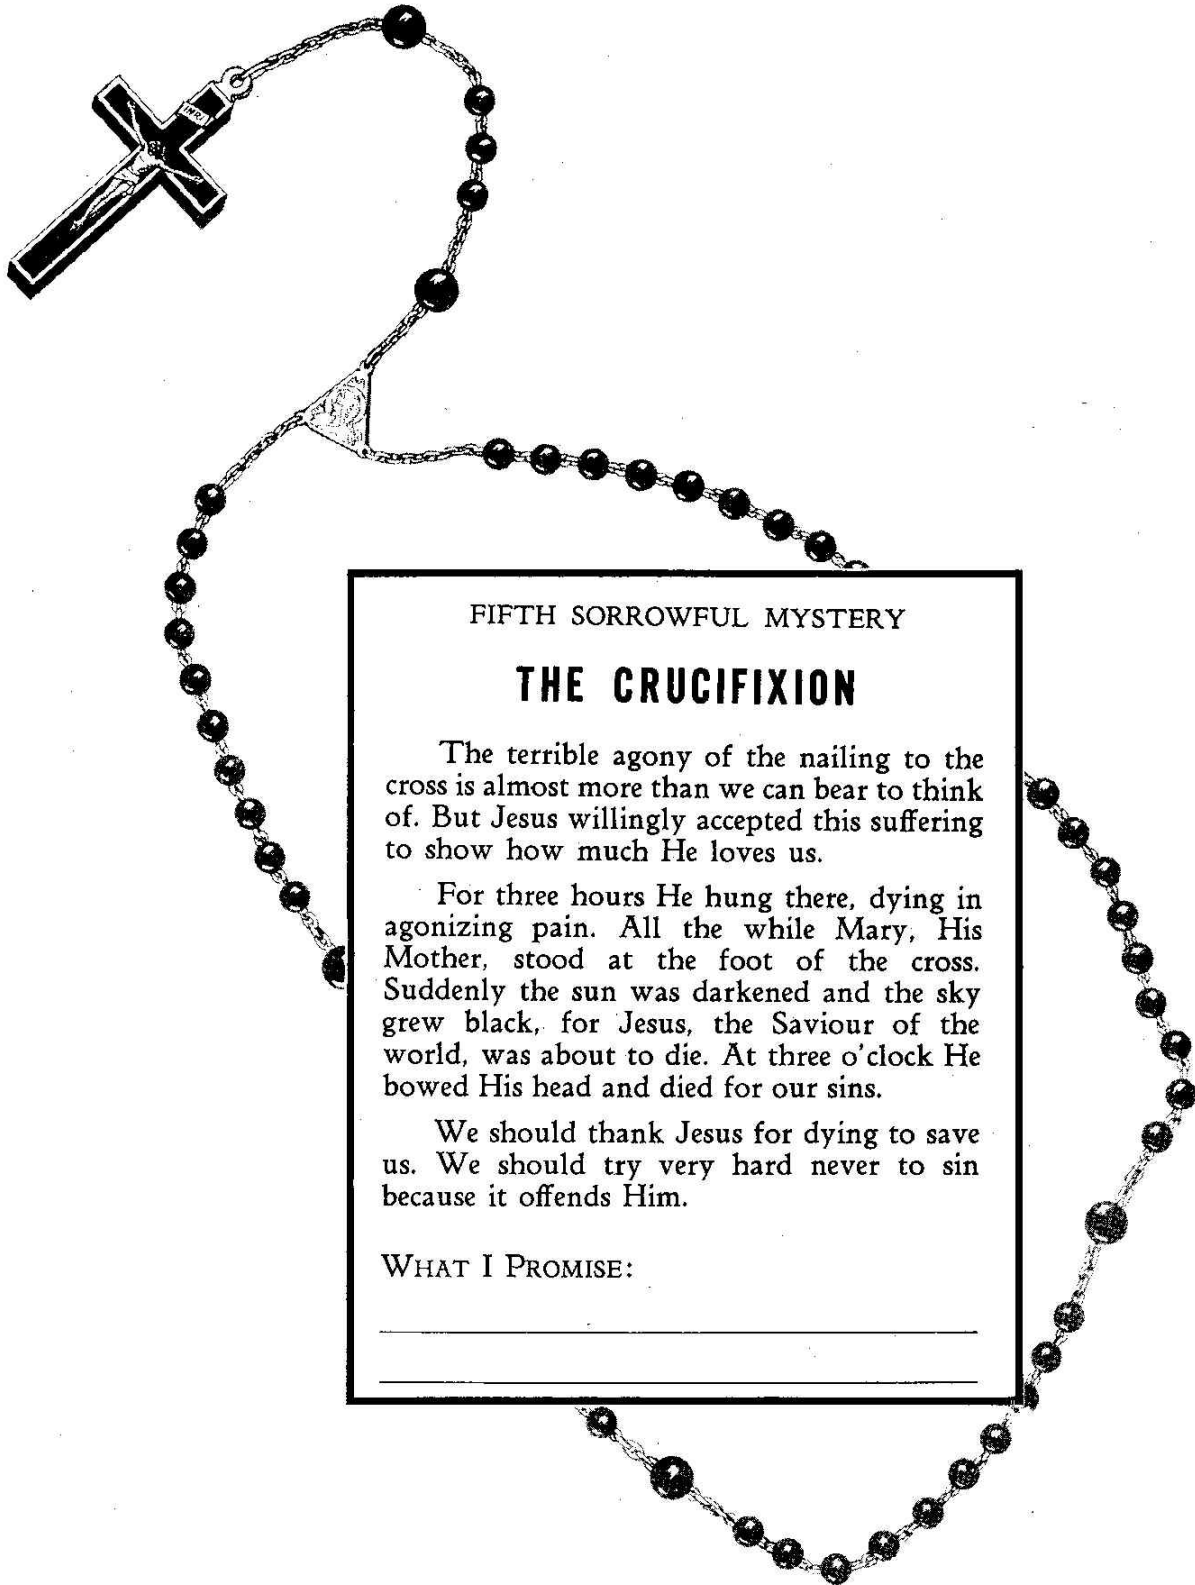 INRI
FIFTH SORROWFUL MYSTERY
THE CRUCIFIXION
The terrible agony of the nailing to the
cross is almost more than we can bear to think
of. But Jesus willingly accepted this suffering
to show how much He loves us.
For three hours He hung there, dying in
agonizing pain. All the while Mary, His
Mother, stood at the foot of the cross.
Suddenly the sun was darkened and the sky
grew black, for Jesus, the Saviour of the
world, was about to die. At three o'clock He
bowed His head and died for our sins.
We should thank Jesus for dying to save
us. We should try very hard never to sin
because it offends Him.
WHAT I PROMISE: